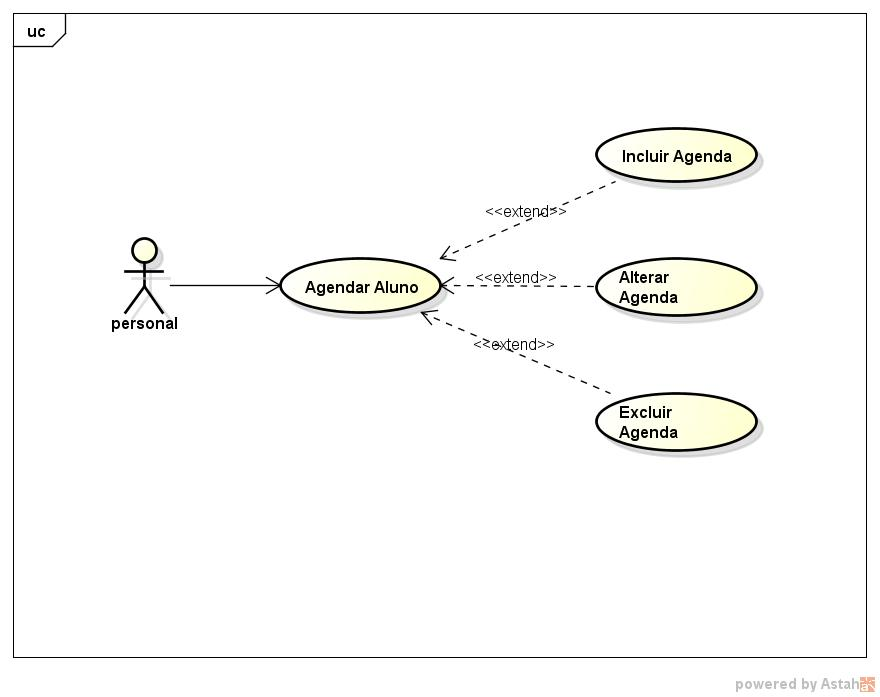 uc
Incluir Agenda
<<extend>>
Agendar Aluno
<<extend>>
Alterar
Agenda
personal
<<extend>>
Excluir
Agenda
powered by Astah